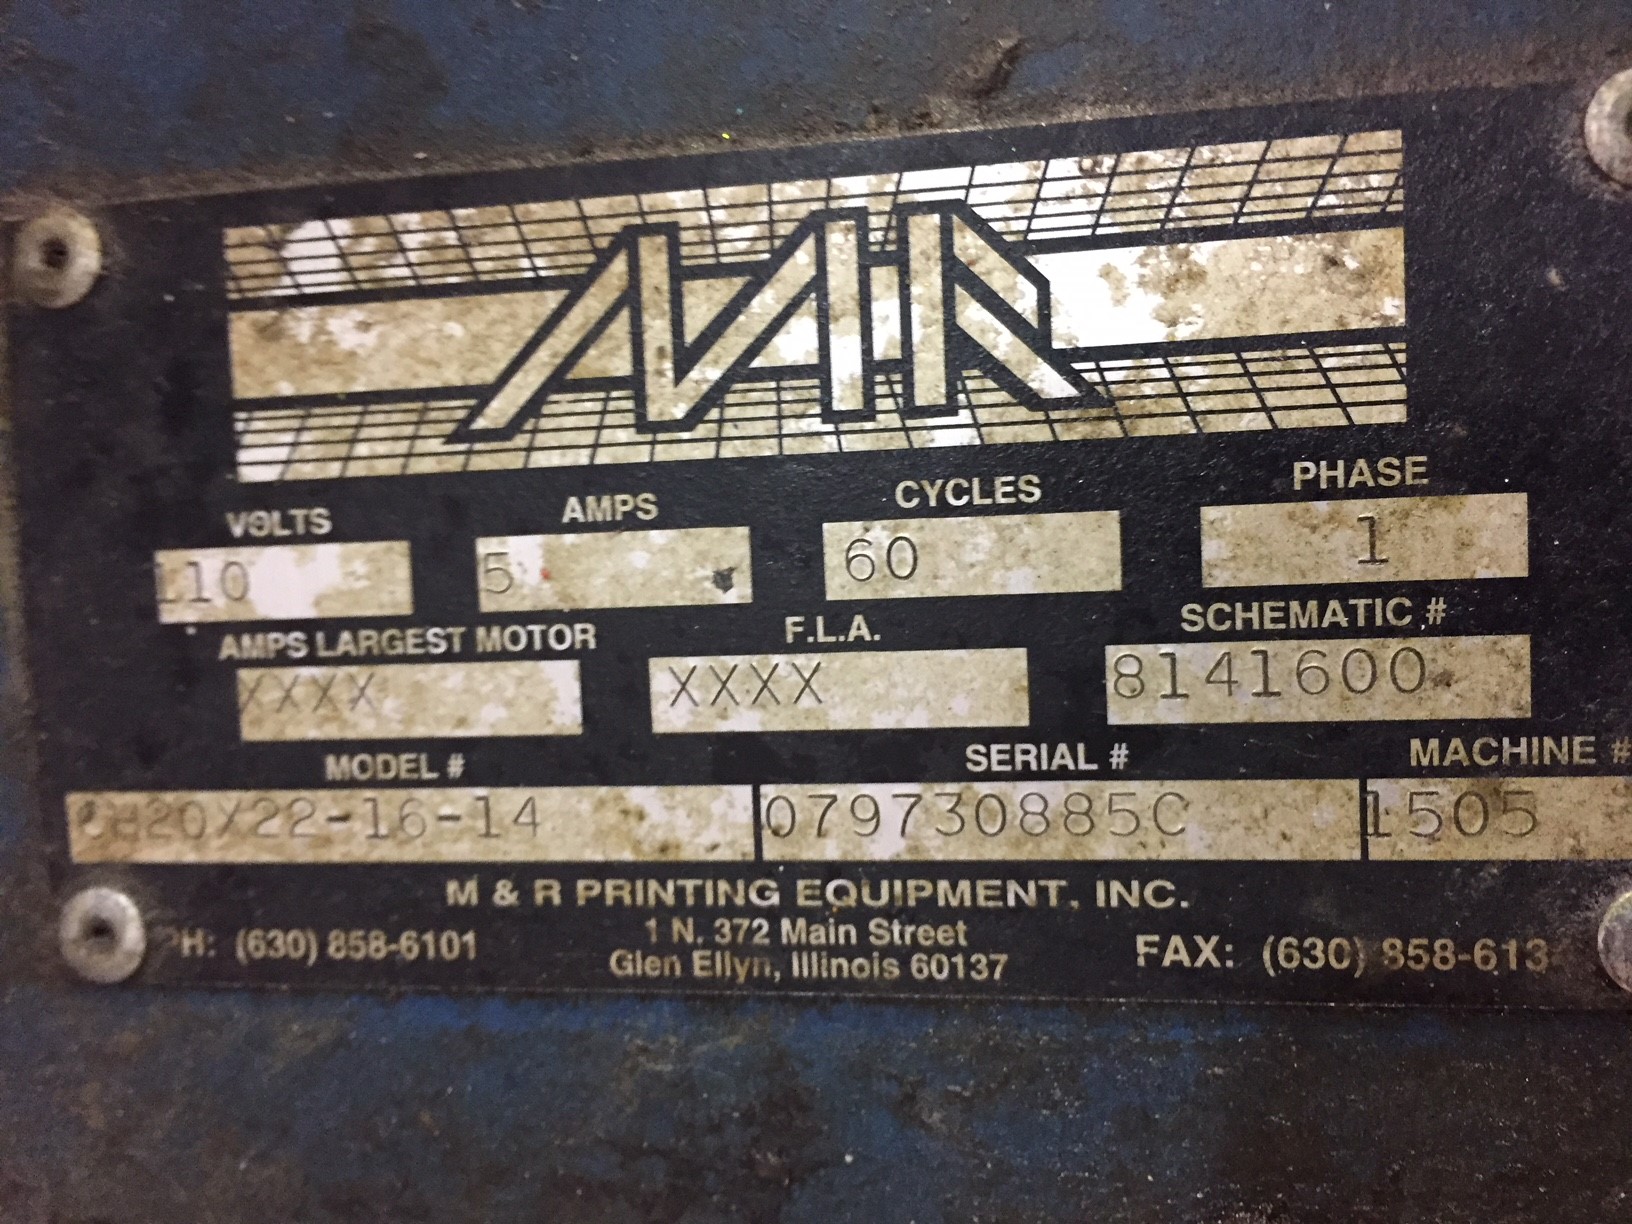 M R
VOLTS AMPS CYCLES PHASE
110 5 60 1
AMPS LARGEST MOTOR F.L.A. SCHEMATIC #
XXXX XXXX 8141600
MODEL # SERIAL # MACHINE #
079730885C 1505
M & R PRINTING EQUIPMENT, INC.
PH: (630) 858-6101 1 N. 372 Main Street FAX: (630)
Glen Ellyn, Illinois 60137